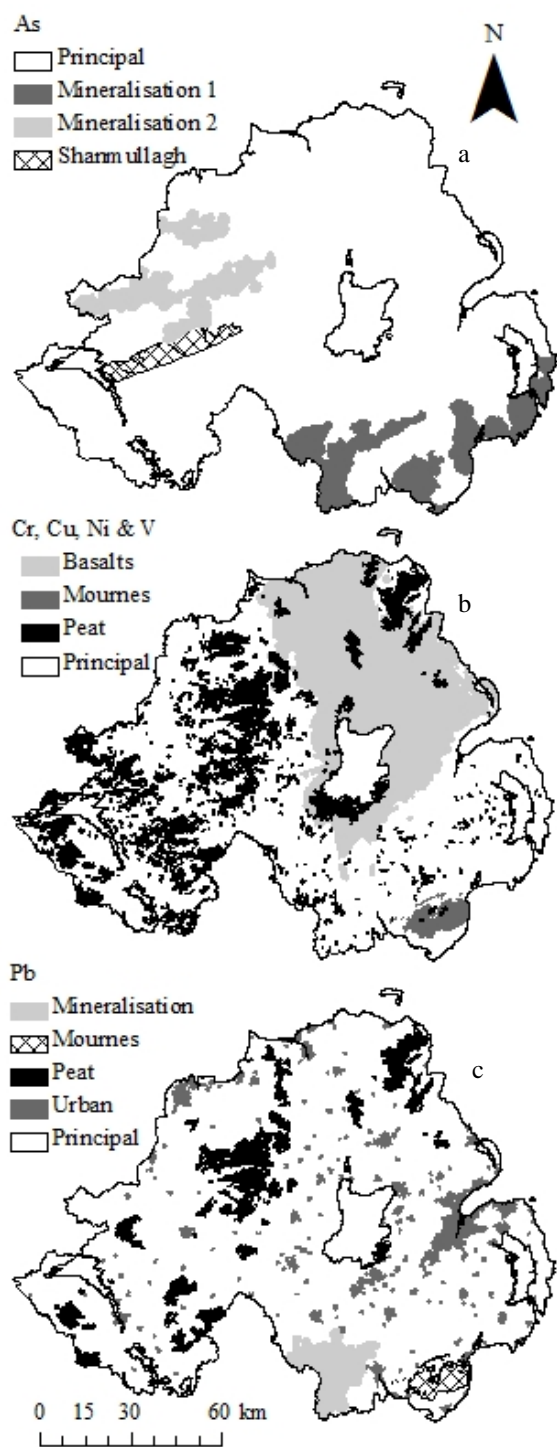 As
Principal
Mineralisation 1
Mineralisation 2
Shanmullagh
N
a
Cr, Cu, Ni & V
Basalts
Mournes
Peat
Principal
b
Pb
Mineralisation
Mournes
Peat
Urban
Principal
c
0 15 30 60 km